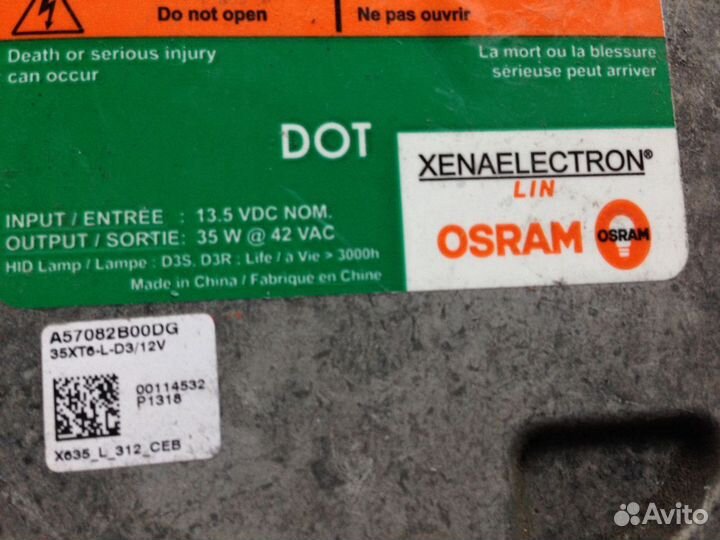 Do not open
Ne pas ouvrir
Death or serious injury
can occur
La mort ou la blessure
sérieuse peut arriver
DOT
XENAELECTRON®
LIN
OSRAM
OSRAM
INPUT / ENTRÉE : 13.5 VDC NOM.
OUTPUT / SORTIE: 35 W @ 42 VAC
HID Lamp / Lampe : D3S, D3R : Life / à Vie > 3000h
Made in China / Fabrique en Chine
A57082B00DG
35XT6-L-D3/12V
00114532
P1318
X635_L_312_CEB
Avito